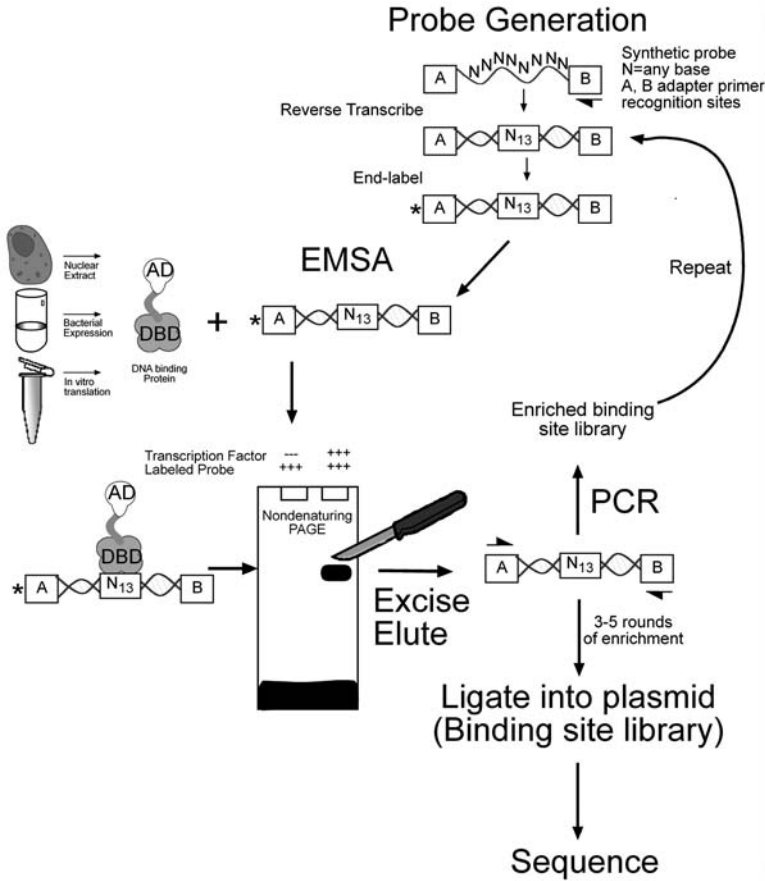 Probe Generation
A
N N N N N N N N
B
Synthetic probe
N=any base
A, B adapter primer
recognition sites
Reverse Transcribe
A
N13
B
End-label
*
A
N13
B
Repeat
Nuclear
Extract
Bacterial
Expression
In vitro
translation
AD
DBD
DNA binding
Protein
+
EMSA
*
A
N13
B
Transcription Factor --- +++
Labeled Probe +++ +++
Nondenaturing
PAGE
AD
DBD
*
A
N13
B
Excise
Elute
Enriched binding
site library
PCR
A
N13
B
3-5 rounds
of enrichment
Ligate into plasmid
(Binding site library)
Sequence